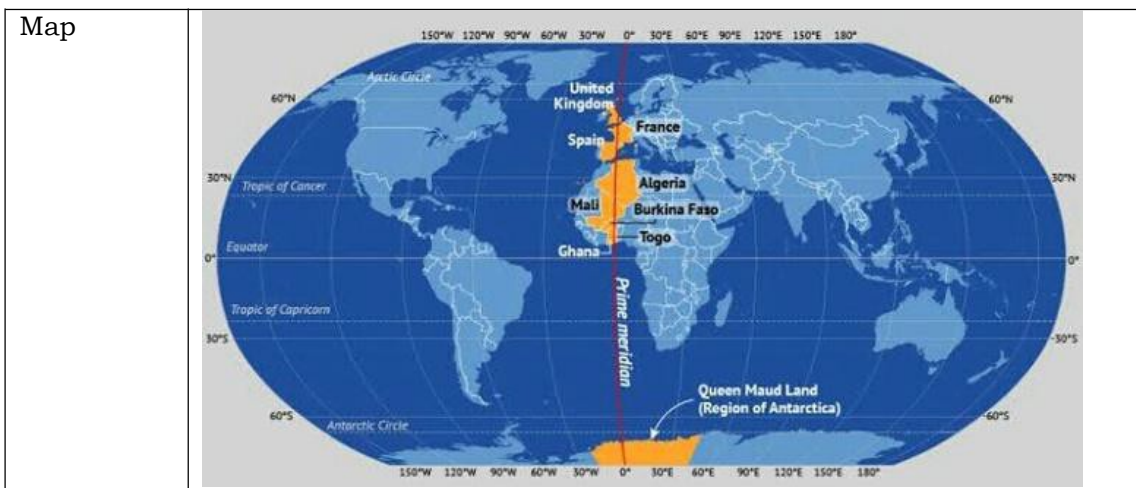 Map
150°W 120°W 90°W 60°W 30°W 0° 30°E 60°E 90°E 120°E 150°E 180°
Arctic Circle
60°N 60°N
United
Kingdom
France
Spain
30°N 30°N
Tropic of Cancer
Algeria
Mali
Burkina Faso
Togo
Ghana
Equator
0° 0°
Prime meridian
Tropic of Capricorn
30°S 30°S
Queen Maud Land
(Region of Antarctica)
60°S 60°S
Antarctic Circle
150°W 120°W 90°W 60°W 30°W 0° 30°E 60°E 90°E 120°E 150°E 180°